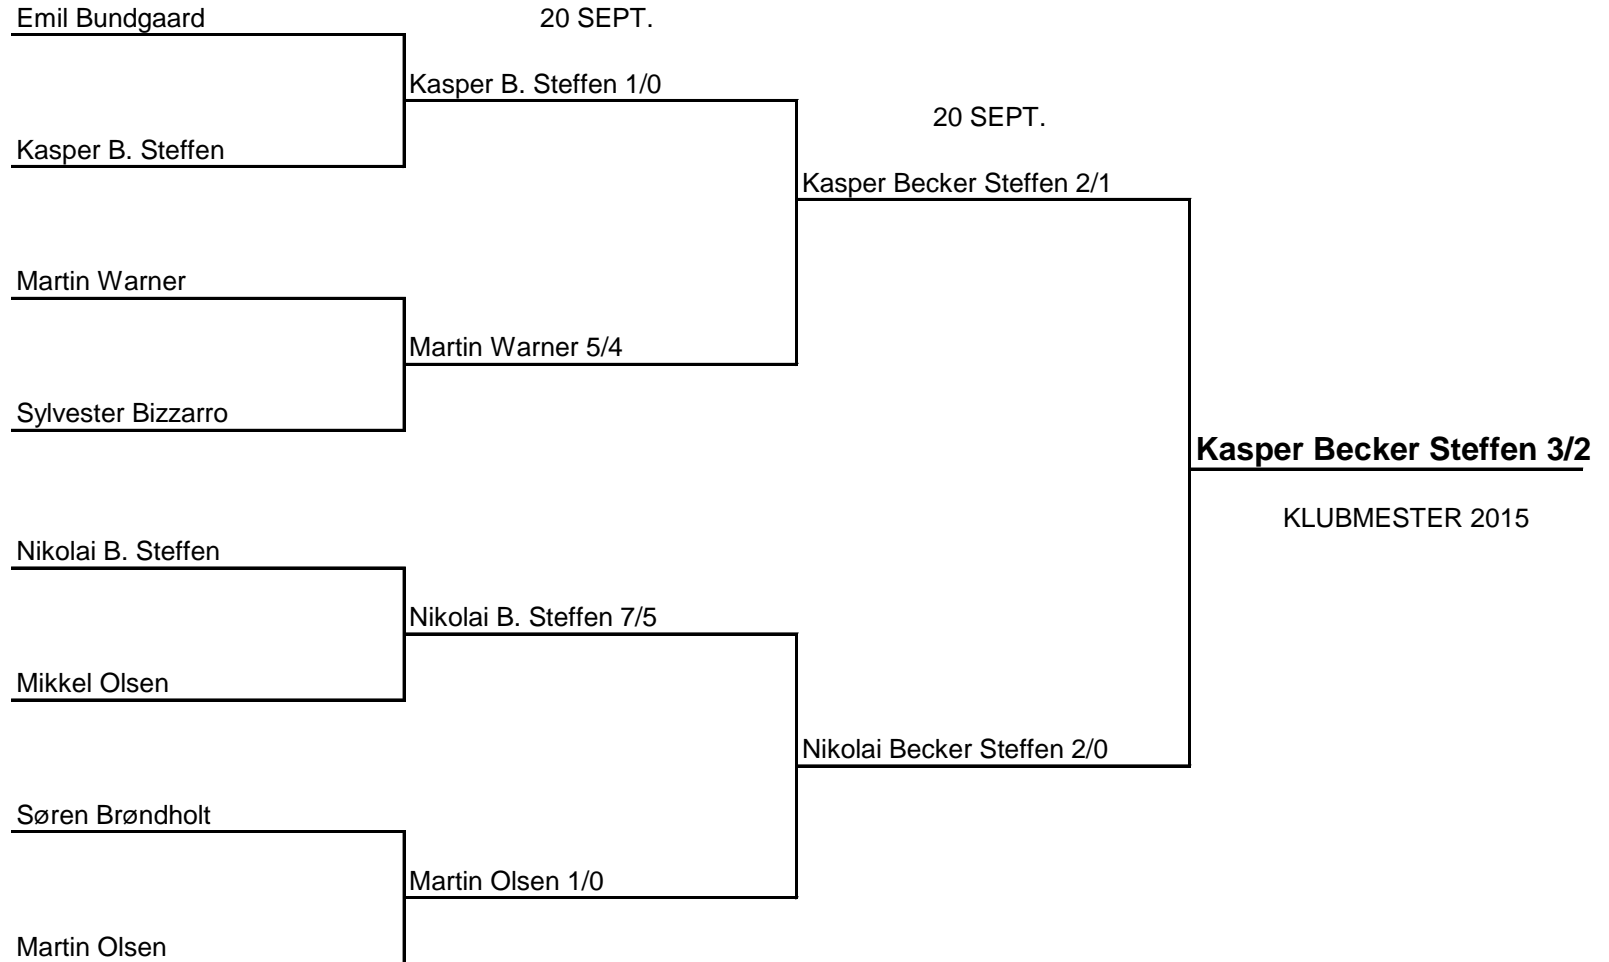 Emil Bundgaard
20 SEPT.
Kasper B. Steffen 1/0
20 SEPT.
Kasper B. Steffen
Kasper Becker Steffen 2/1
Martin Warner
Martin Warner 5/4
Sylvester Bizzarro
Kasper Becker Steffen 3/2
KLUBMESTER 2015
Nikolai B. Steffen
Nikolai B. Steffen 7/5
Mikkel Olsen
Nikolai Becker Steffen 2/0
Søren Brøndholt
Martin Olsen 1/0
Martin Olsen